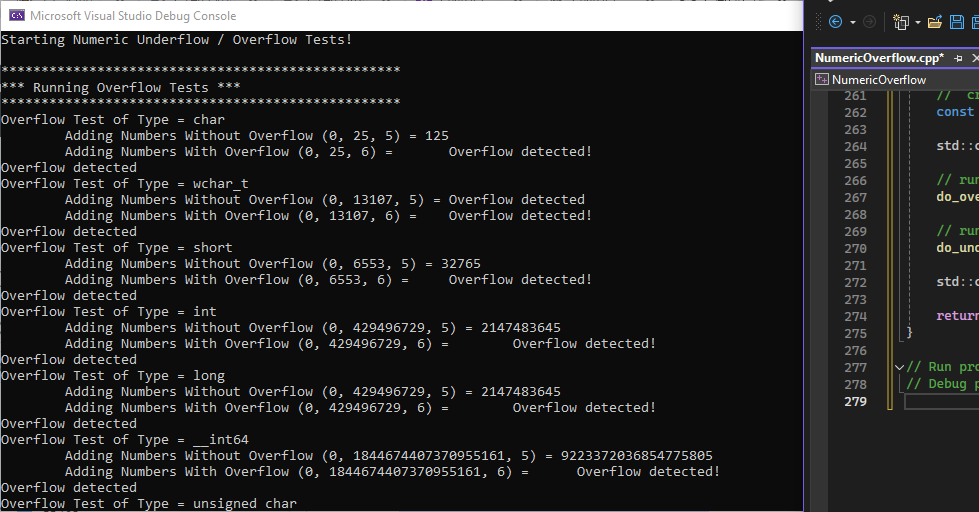 Microsoft Visual Studio Debug Console
Starting Numeric Underflow / Overflow Tests!
**************************************************
*** Running Overflow Tests ***
**************************************************
Overflow Test of Type = char
Adding Numbers Without Overflow (0, 25, 5) = 125
Adding Numbers With Overflow (0, 25, 6) = Overflow detected!
Overflow detected
Overflow Test of Type = wchar_t
Adding Numbers Without Overflow (0, 13107, 5) = Overflow detected
Adding Numbers With Overflow (0, 13107, 6) = Overflow detected!
Overflow detected
Overflow Test of Type = short
Adding Numbers Without Overflow (0, 6553, 5) = 32765
Adding Numbers With Overflow (0, 6553, 6) = Overflow detected!
Overflow detected
Overflow Test of Type = int
Adding Numbers Without Overflow (0, 429496729, 5) = 2147483645
Adding Numbers With Overflow (0, 429496729, 6) = Overflow detected!
Overflow detected
Overflow Test of Type = long
Adding Numbers Without Overflow (0, 429496729, 5) = 2147483645
Adding Numbers With Overflow (0, 429496729, 6) = Overflow detected!
Overflow detected
Overflow Test of Type = __int64
Adding Numbers Without Overflow (0, 1844674407370955161, 5) = 9223372036854775805
Adding Numbers With Overflow (0, 1844674407370955161, 6) = Overflow detected!
Overflow detected
Overflow Test of Type = unsigned char
NumericOverflow.cpp*
NumericOverflow
261 // cr
262 const
263
264 std::c
265
266 // run
267 do_ove
268
269 // run
270 do_und
271
272 std::c
273
274 return
275 }
276
277 // Run pro
278 // Debug p
279